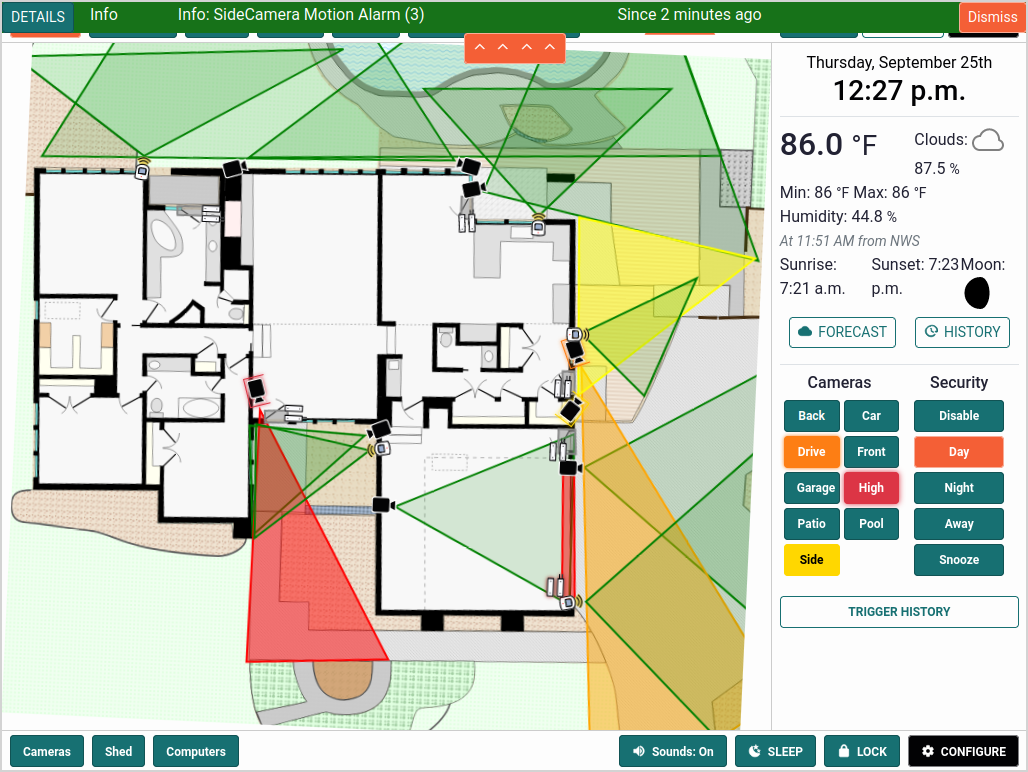 DETAILS Info Info: SideCamera Motion Alarm (3) Since 2 minutes ago Dismiss
Thursday, September 25th
12:27 p.m.
86.0 °F Clouds:
87.5 %
Min: 86 °F Max: 86 °F
Humidity: 44.8 %
At 11:51 AM from NWS
Sunrise: Sunset: 7:23 Moon:
7:21 a.m. p.m.
FORECAST HISTORY
Cameras Security
Back Car Disable
Drive Front Day
Garage High Night
Patio Pool Away
Side Snooze
TRIGGER HISTORY
Cameras Shed Computers Sounds: On SLEEP LOCK CONFIGURE